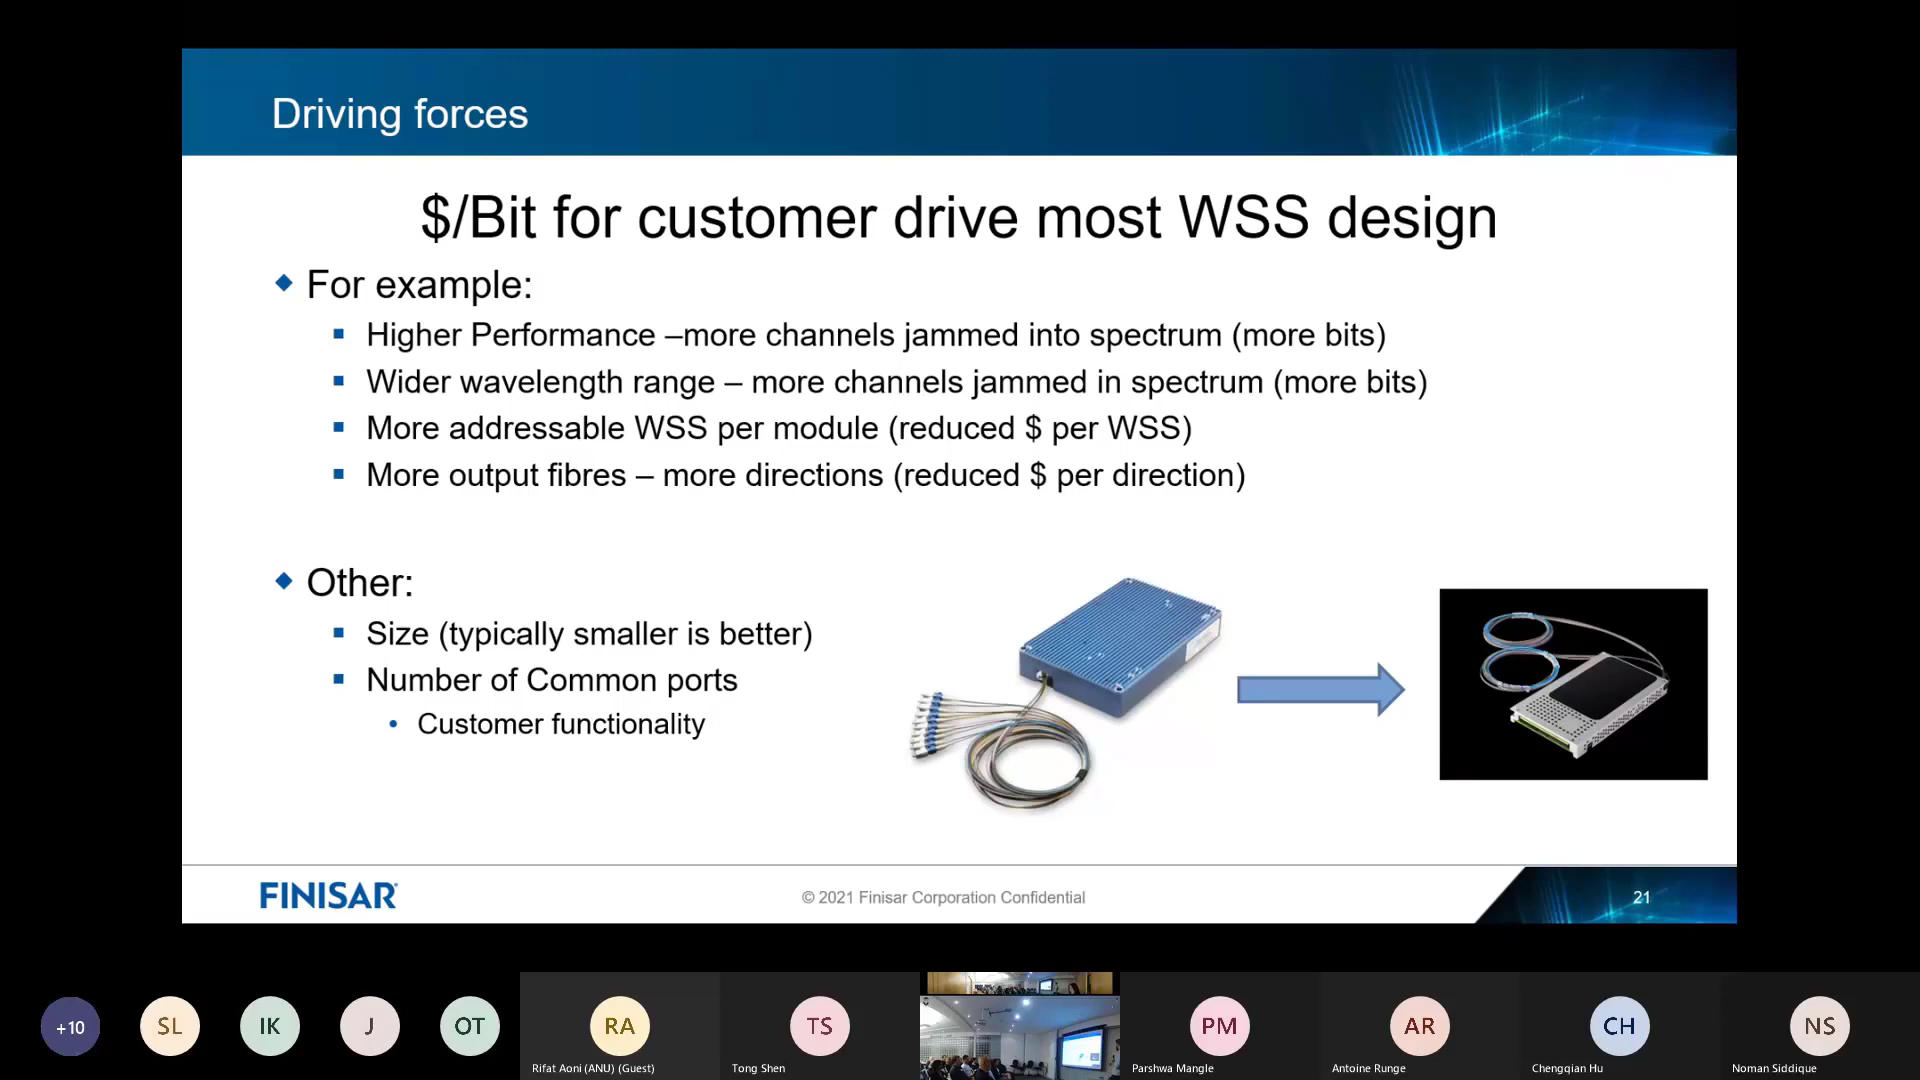 Driving forces
$/Bit for customer drive most WSS design
For example:
Higher Performance –more channels jammed into spectrum (more bits)
Wider wavelength range – more channels jammed in spectrum (more bits)
More addressable WSS per module (reduced $ per WSS)
More output fibres – more directions (reduced $ per direction)
Other:
Size (typically smaller is better)
Number of Common ports
Customer functionality
FINISAR
© 2021 Finisar Corporation Confidential
21
+10
SL
IK
J
OT
RA
TS
PM
AR
CH
NS
Rifat Aoni (ANU) (Guest)
Tong Shen
Parshwa Mangle
Antoine Runge
Chengqian Hu
Noman Siddique